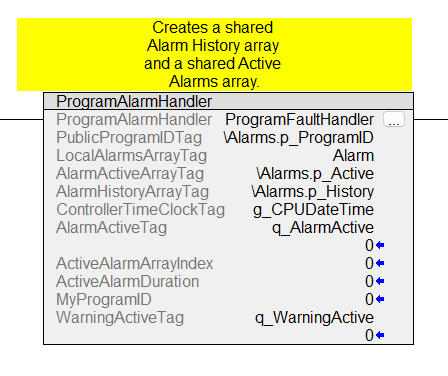 Creates a shared
Alarm History array
and a shared Active
Alarms array.
ProgramAlarmHandler
ProgramAlarmHandler ProgramFaultHandler ...
PublicProgramIDTag \Alarms.p_ProgramID
LocalAlarmsArrayTag Alarm
AlarmActiveArrayTag \Alarms.p_Active
AlarmHistoryArrayTag \Alarms.p_History
ControllerTimeClockTag g_CPUDateTime
AlarmActiveTag q_AlarmActive
0
ActiveAlarmArrayIndex 0
ActiveAlarmDuration 0
MyProgramID 0
WarningActiveTag q_WarningActive
0